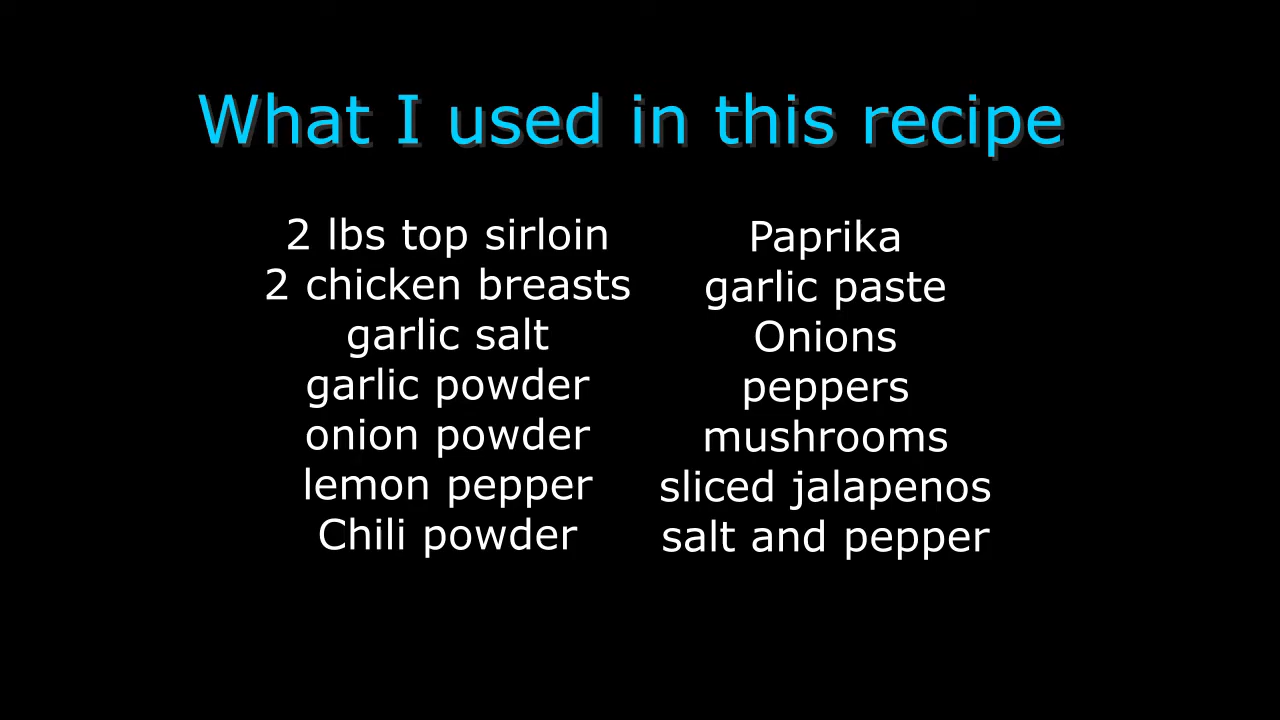 What I used in this recipe
2 lbs top sirloin
2 chicken breasts
garlic salt
garlic powder
onion powder
lemon pepper
Chili powder
Paprika
garlic paste
Onions
peppers
mushrooms
sliced jalapenos
salt and pepper